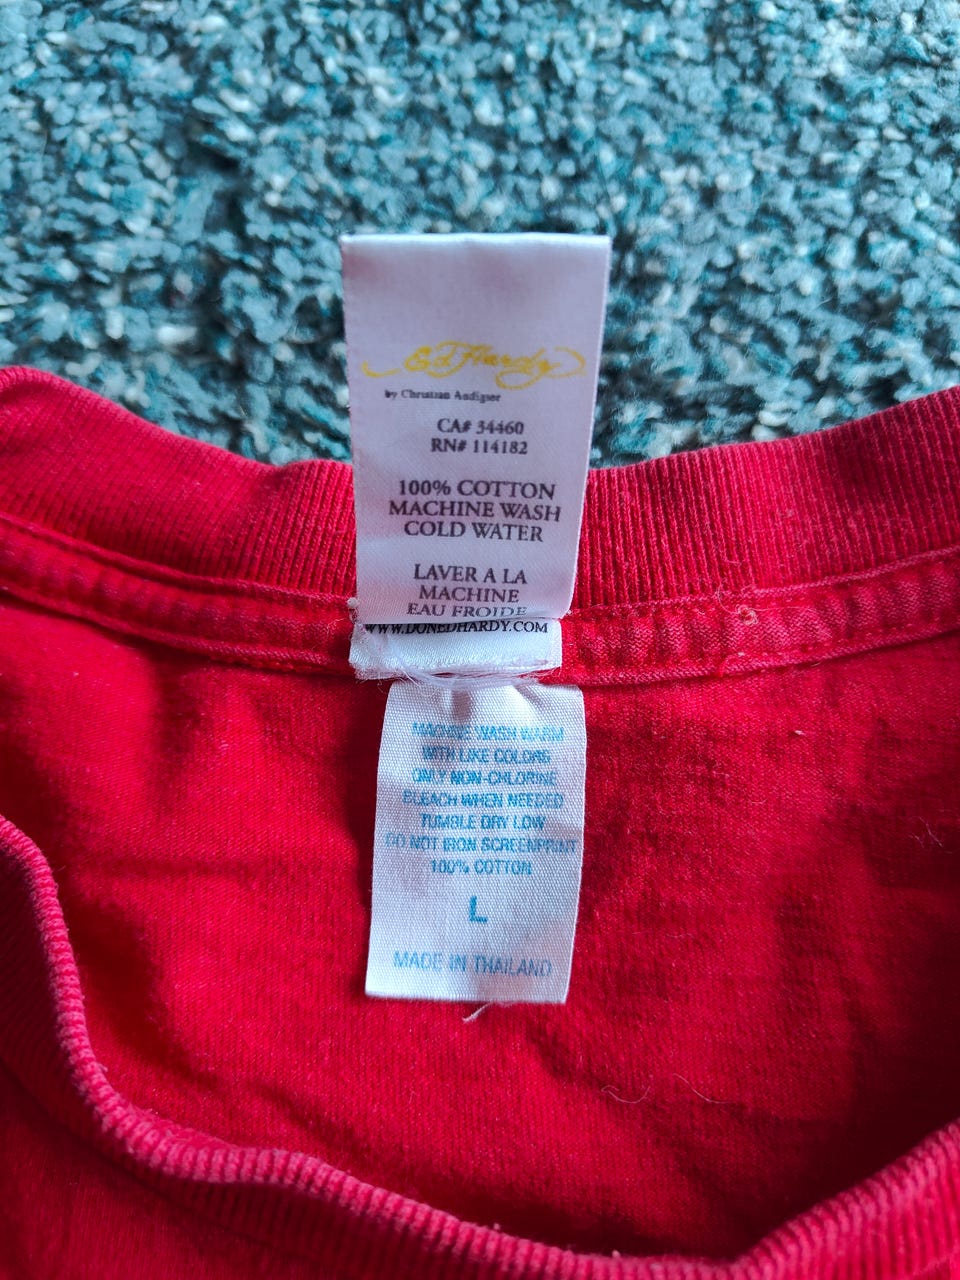 Ed Hardy
by Christian Audigier
CA# 34460
RN# 114182
100% COTTON
MACHINE WASH
COLD WATER
LAVER A LA
MACHINE
EAU FROIDE
WWW.DONEDHARDY.COM
MACHINE WASH WARM
WITH LIKE COLORS
ONLY NON-CHLORINE
BLEACH WHEN NEEDED
TUMBLE DRY LOW
DO NOT IRON SCREENPRINT
100% COTTON
L
MADE IN THAILAND